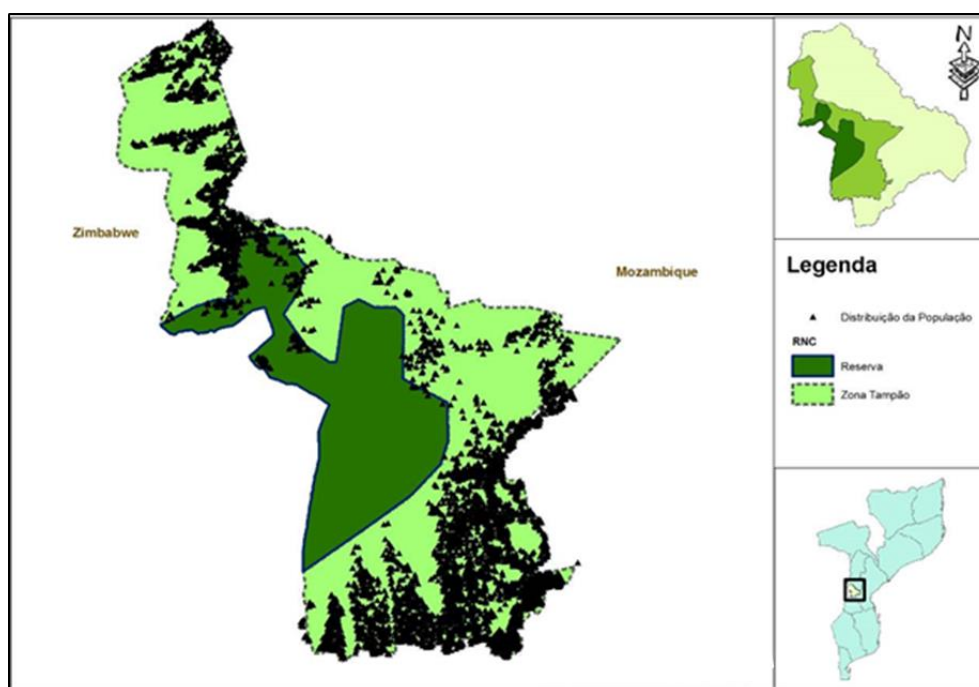 N
Zimbabwe
Mozambique
Legenda
Distribuição da População
RNC
Reserva
Zona Tampão